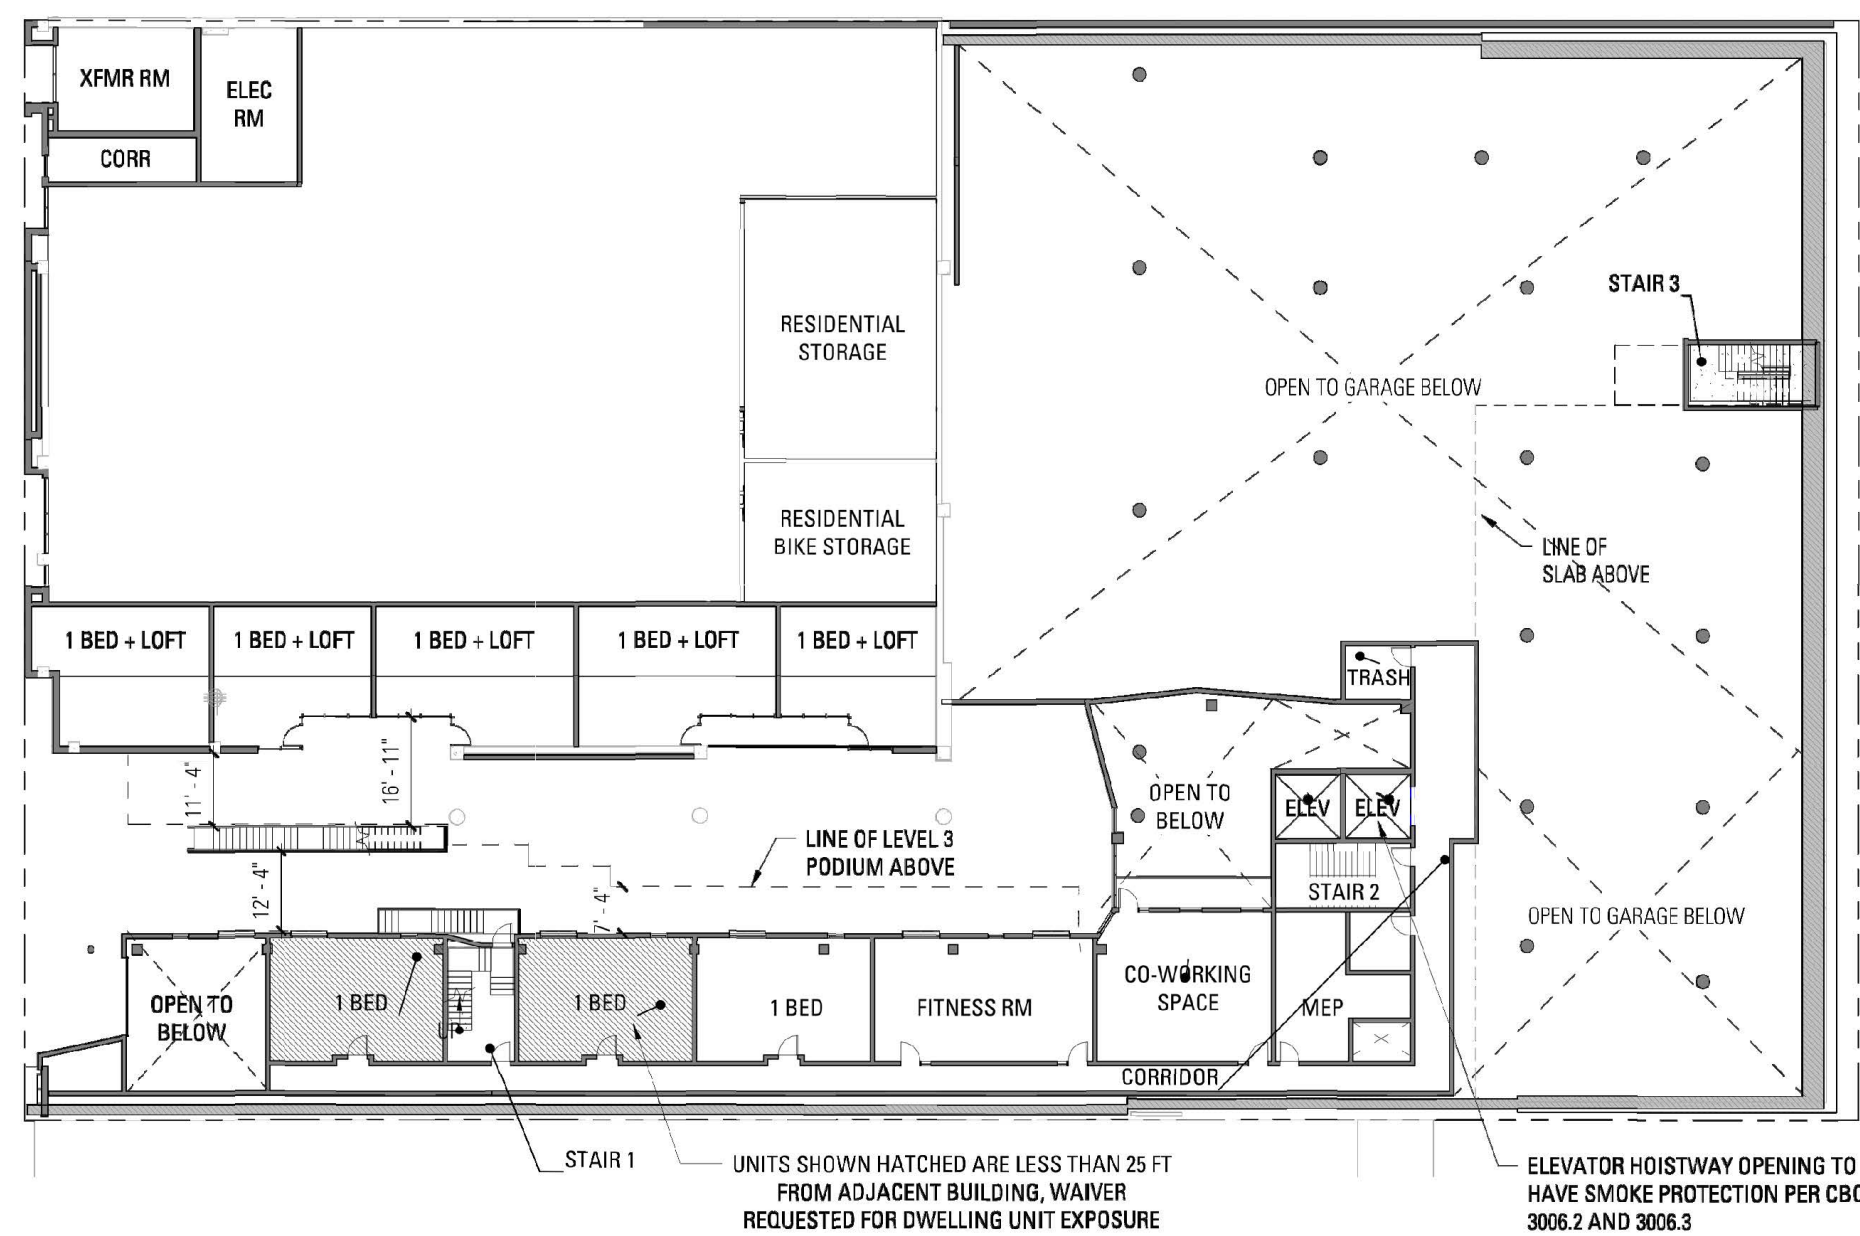 XFMR RM
ELEC
RM
CORR
RESIDENTIAL
STORAGE
STAIR 3
OPEN TO GARAGE BELOW
RESIDENTIAL
BIKE STORAGE
LINE OF
SLAB ABOVE
1 BED + LOFT
1 BED + LOFT
1 BED + LOFT
1 BED + LOFT
1 BED + LOFT
TRASH
11' - 4"
16' - 11"
OPEN TO
BELOW
ELEV
ELEV
LINE OF LEVEL 3
PODIUM ABOVE
12' - 4"
7' - 4"
STAIR 2
OPEN TO GARAGE BELOW
OPEN TO
BELOW
1 BED
UP
1 BED
1 BED
FITNESS RM
CO-WORKING
SPACE
MEP
CORRIDOR
STAIR 1
UNITS SHOWN HATCHED ARE LESS THAN 25 FT
FROM ADJACENT BUILDING, WAIVER
REQUESTED FOR DWELLING UNIT EXPOSURE
ELEVATOR HOISTWAY OPENING TO
HAVE SMOKE PROTECTION PER CBC
3006.2 AND 3006.3